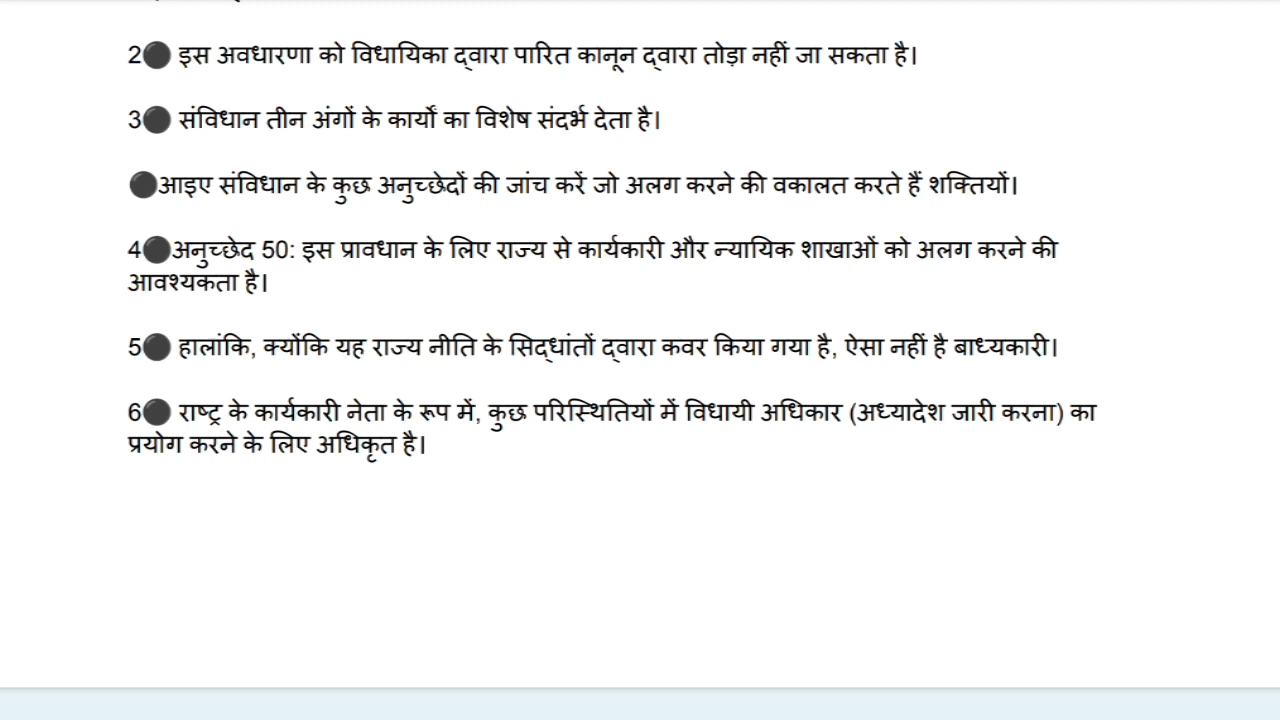 2⚫ इस अवधारणा को विधायिका द्वारा पारित कानून द्वारा तोड़ा नहीं जा सकता है।
3⚫ संविधान तीन अंगों के कार्यों का विशेष संदर्भ देता है।
⚫आइए संविधान के कुछ अनुच्छेदों की जांच करें जो अलग करने की वकालत करते हैं शक्तियों।
4⚫अनुच्छेद 50: इस प्रावधान के लिए राज्य से कार्यकारी और न्यायिक शाखाओं को अलग करने की
आवश्यकता है।
5⚫ हालांकि, क्योंकि यह राज्य नीति के सिद्धांतों द्वारा कवर किया गया है, ऐसा नहीं है बाध्यकारी।
6⚫ राष्ट्र के कार्यकारी नेता के रूप में, कुछ परिस्थितियों में विधायी अधिकार (अध्यादेश जारी करना) का
प्रयोग करने के लिए अधिकृत है।